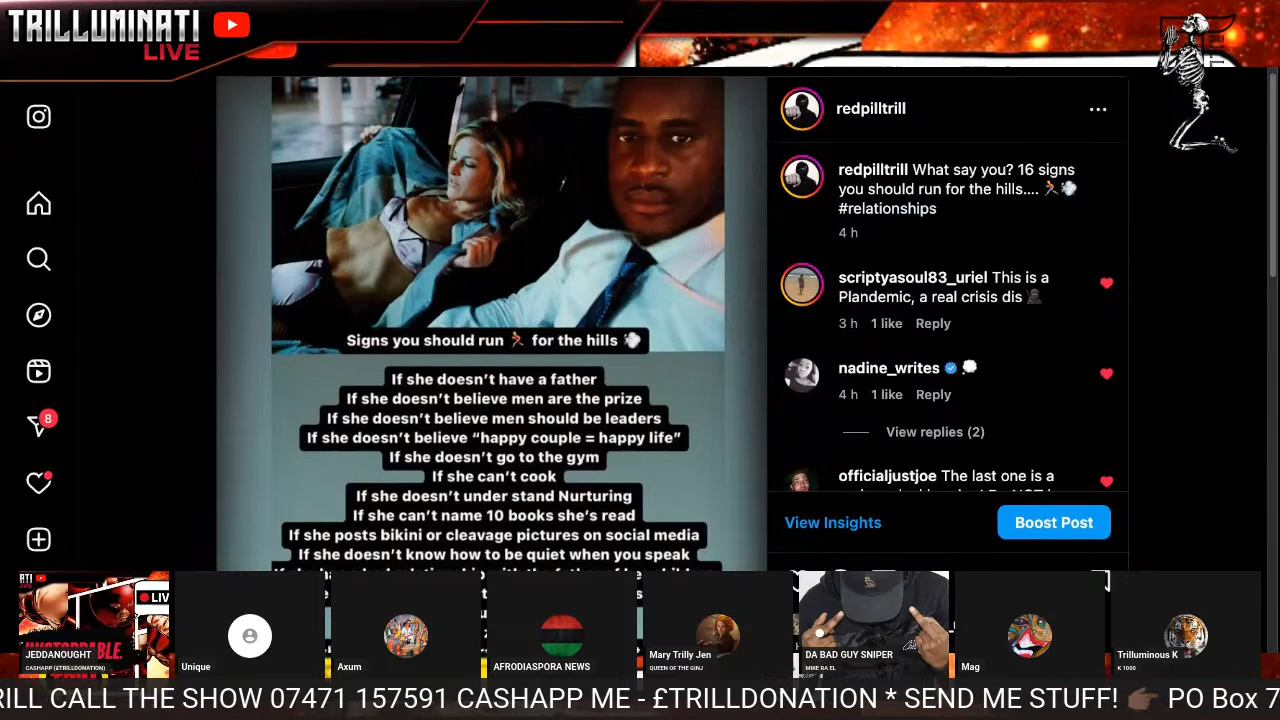 TRILLUMINATI
LIVE
redpilltrill
redpilltrill What say you? 16 signs
you should run for the hills.... 🏃💨
#relationships
4 h
scriptyasoul83_uriel This is a
Plandemic, a real crisis dis
3 h 1 like Reply
nadine_writes
4 h 1 like Reply
View replies (2)
officialjustjoe The last one is a
View Insights
Boost Post
8
Signs you should run 🏃 for the hills 💨
If she doesn’t have a father
If she doesn’t believe men are the prize
If she doesn’t believe men should be leaders
If she doesn’t believe “happy couple = happy life”
If she doesn’t go to the gym
If she can’t cook
If she doesn’t under stand Nurturing
If she can’t name 10 books she’s read
If she posts bikini or cleavage pictures on social media
If she doesn’t know how to be quiet when you speak
JEDDANOUGHT
CASHAPP (£TRILLDONATION)
Unique
Axum
AFRODIASPORA NEWS
Mary Trilly Jen
QUEEN OF THE GINJ
DA BAD GUY SNIPER
MIKE RA EL
Mag
Trilluminous K
K 1000
RILL CALL THE SHOW 07471 157591 CASHAPP ME - £TRILLDONATION * SEND ME STUFF! 👉🏾 PO Box 7